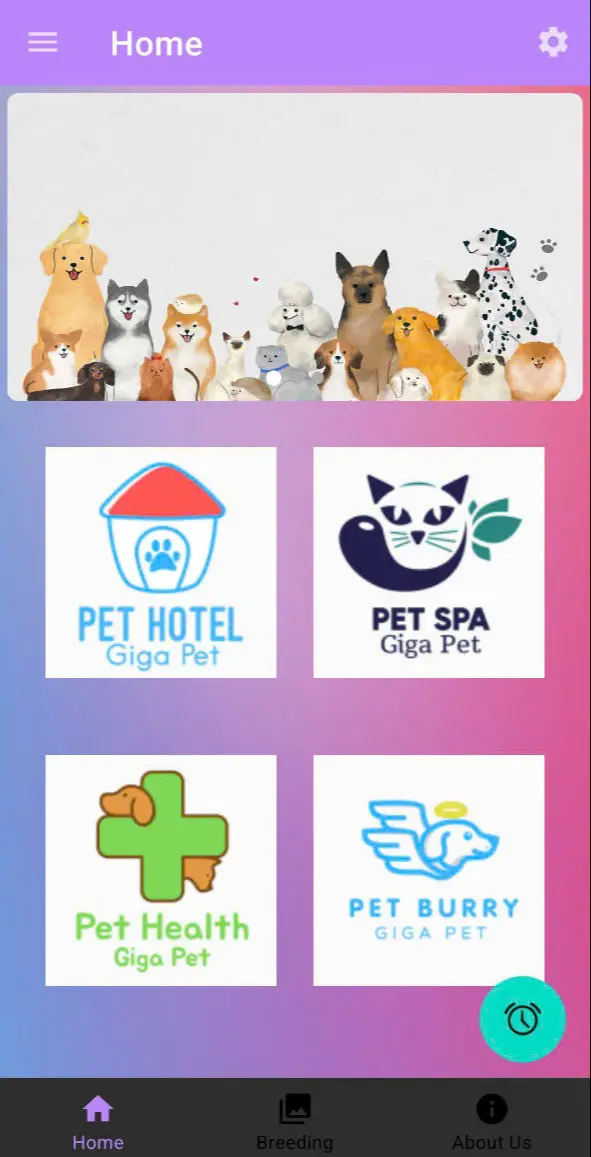 Home
PET HOTEL
Giga Pet
PET SPA
Giga Pet
Pet Health
Giga Pet
PET BURRY
GIGA PET
Home
Breeding
About Us